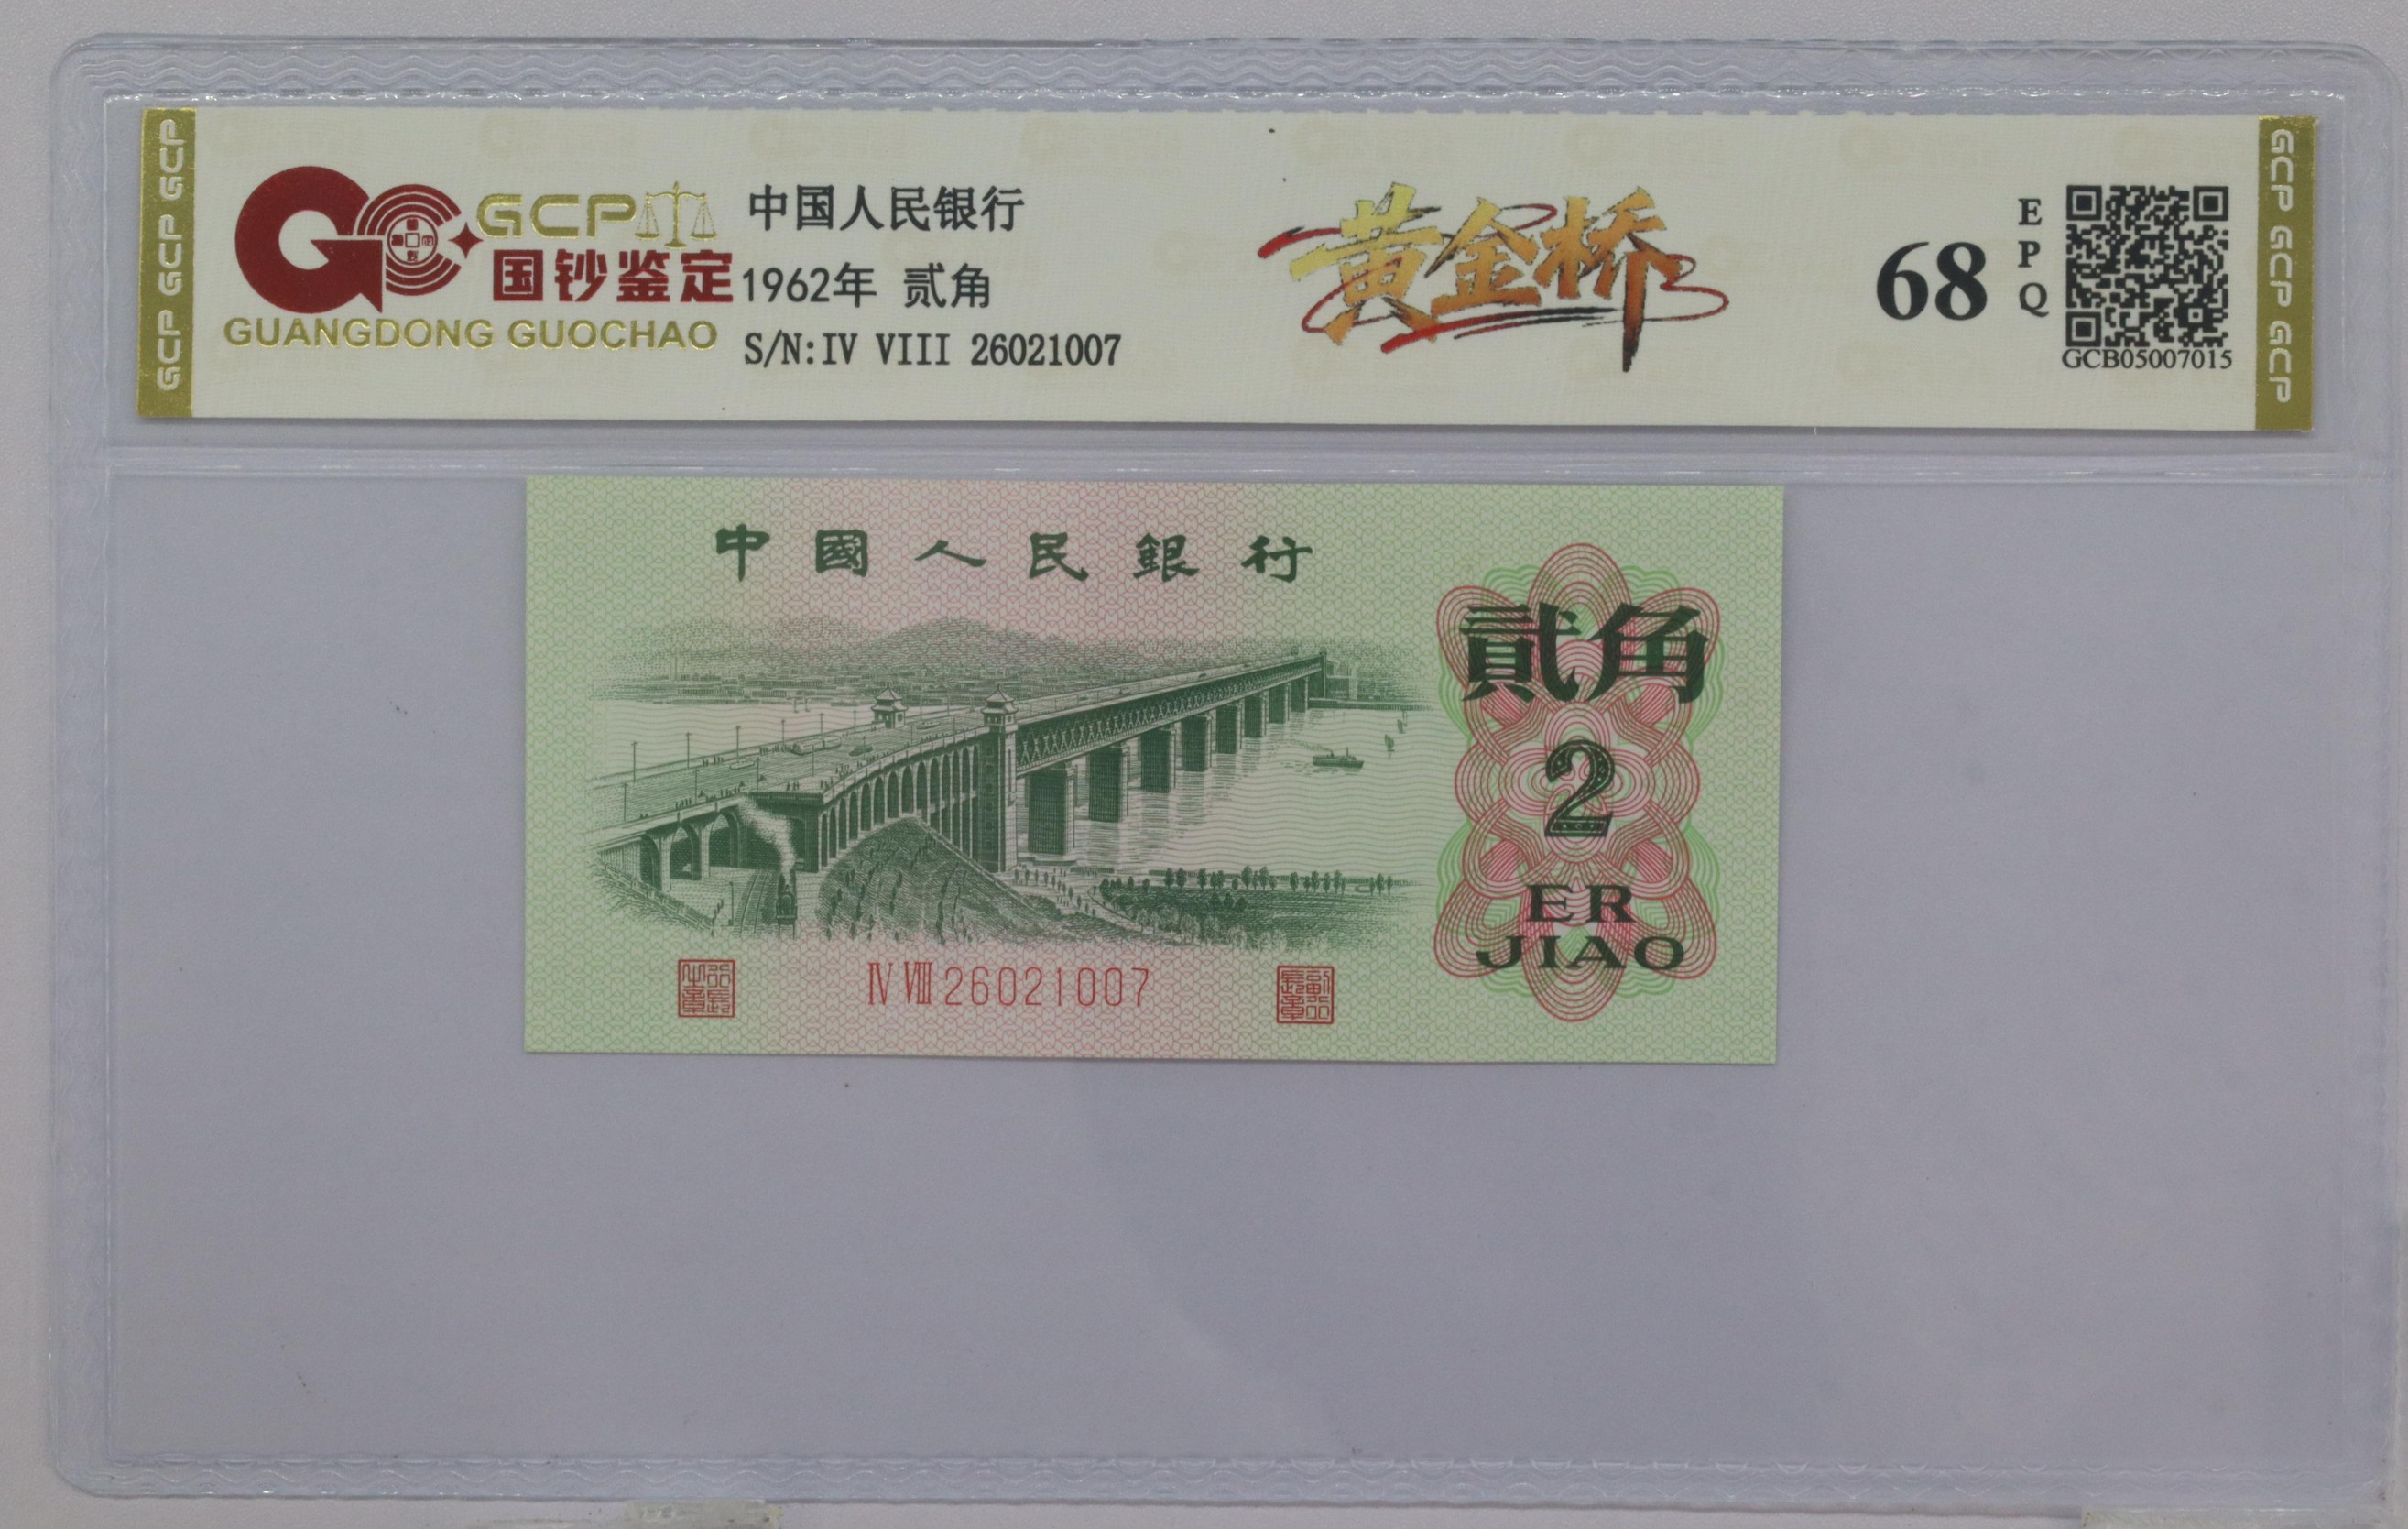 GCP GCP GCP
GCP
国钞鉴定
GUANGDONG GUOCHAO
中国人民银行
1962年 贰角
S/N:IV VIII 26021007
黄金桥
68
EPQ
GCB05007015
GCP GCP GCP
中國人民銀行
貳角
2
ER
JIAO
IV VIII 26021007